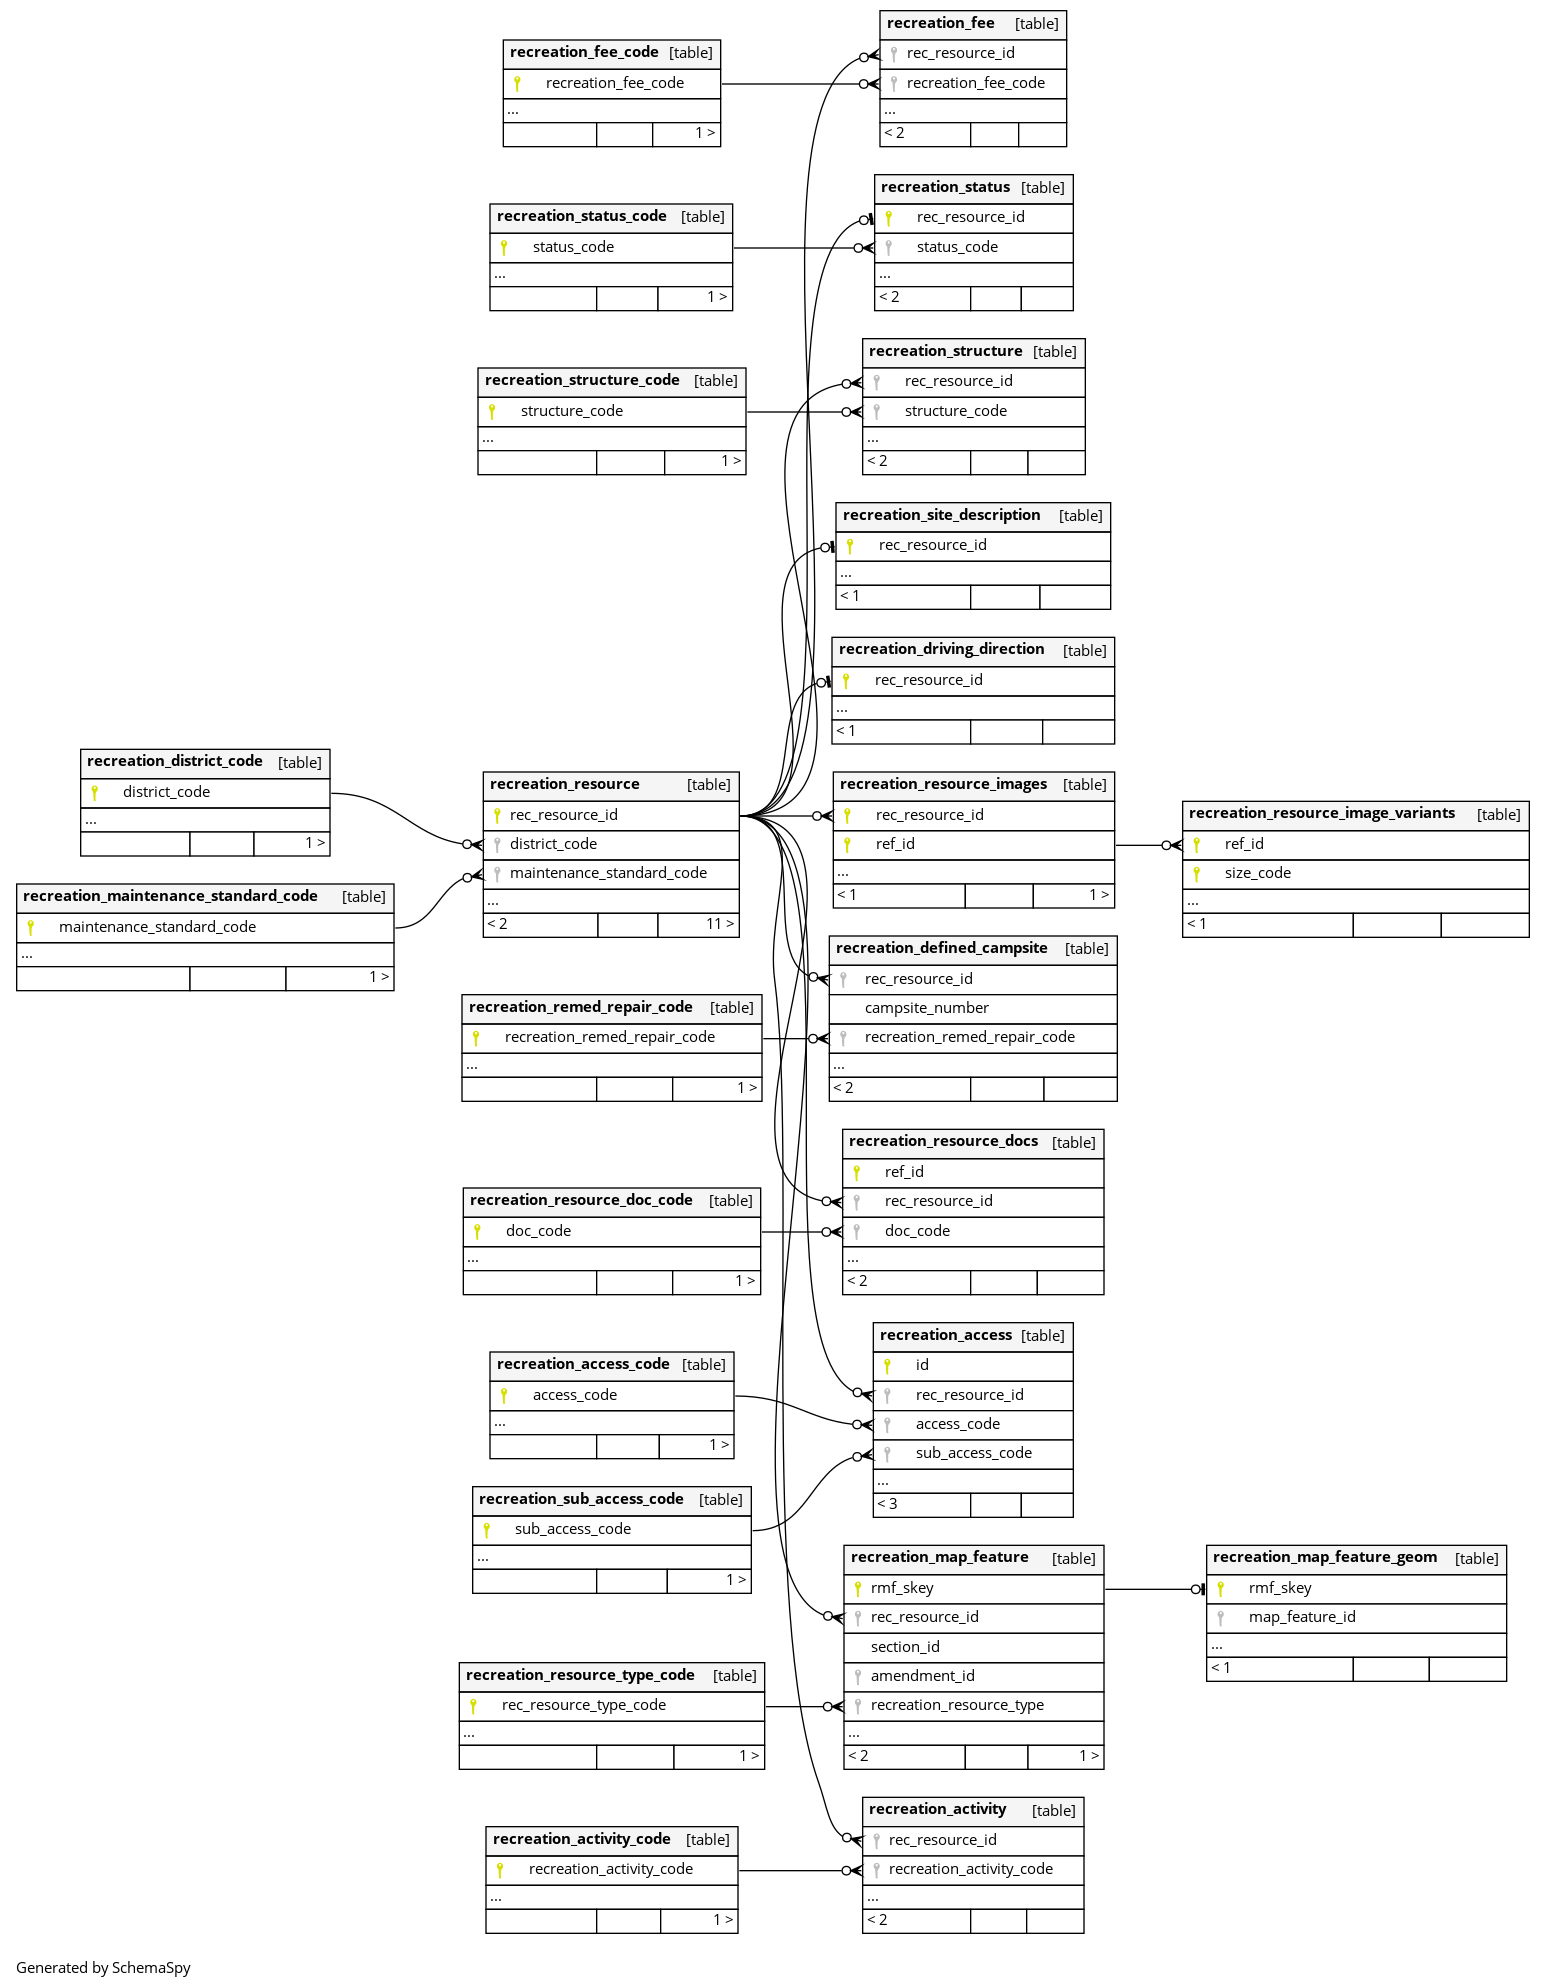 recreation_fee [table]
rec_resource_id
recreation_fee_code
...
< 2
recreation_fee_code [table]
recreation_fee_code
...
1 >
recreation_status [table]
rec_resource_id
status_code
...
< 2
recreation_status_code [table]
status_code
...
1 >
recreation_structure [table]
rec_resource_id
structure_code
...
< 2
recreation_structure_code [table]
structure_code
...
1 >
recreation_site_description [table]
rec_resource_id
...
< 1
recreation_driving_direction [table]
rec_resource_id
...
< 1
recreation_district_code [table]
district_code
...
1 >
recreation_maintenance_standard_code [table]
maintenance_standard_code
...
1 >
recreation_resource [table]
rec_resource_id
district_code
maintenance_standard_code
...
< 2 11 >
recreation_resource_images [table]
rec_resource_id
ref_id
...
< 1 1 >
recreation_resource_image_variants [table]
ref_id
size_code
...
< 1
recreation_defined_campsite [table]
rec_resource_id
campsite_number
recreation_remed_repair_code
...
< 2
recreation_remed_repair_code [table]
recreation_remed_repair_code
...
1 >
recreation_resource_docs [table]
ref_id
rec_resource_id
doc_code
...
< 2
recreation_resource_doc_code [table]
doc_code
...
1 >
recreation_access [table]
id
rec_resource_id
access_code
sub_access_code
...
< 3
recreation_access_code [table]
access_code
...
1 >
recreation_sub_access_code [table]
sub_access_code
...
1 >
recreation_map_feature [table]
rmf_skey
rec_resource_id
section_id
amendment_id
recreation_resource_type
...
< 2 1 >
recreation_map_feature_geom [table]
rmf_skey
map_feature_id
...
< 1
recreation_resource_type_code [table]
rec_resource_type_code
...
1 >
recreation_activity [table]
rec_resource_id
recreation_activity_code
...
< 2
recreation_activity_code [table]
recreation_activity_code
...
1 >
Generated by SchemaSpy